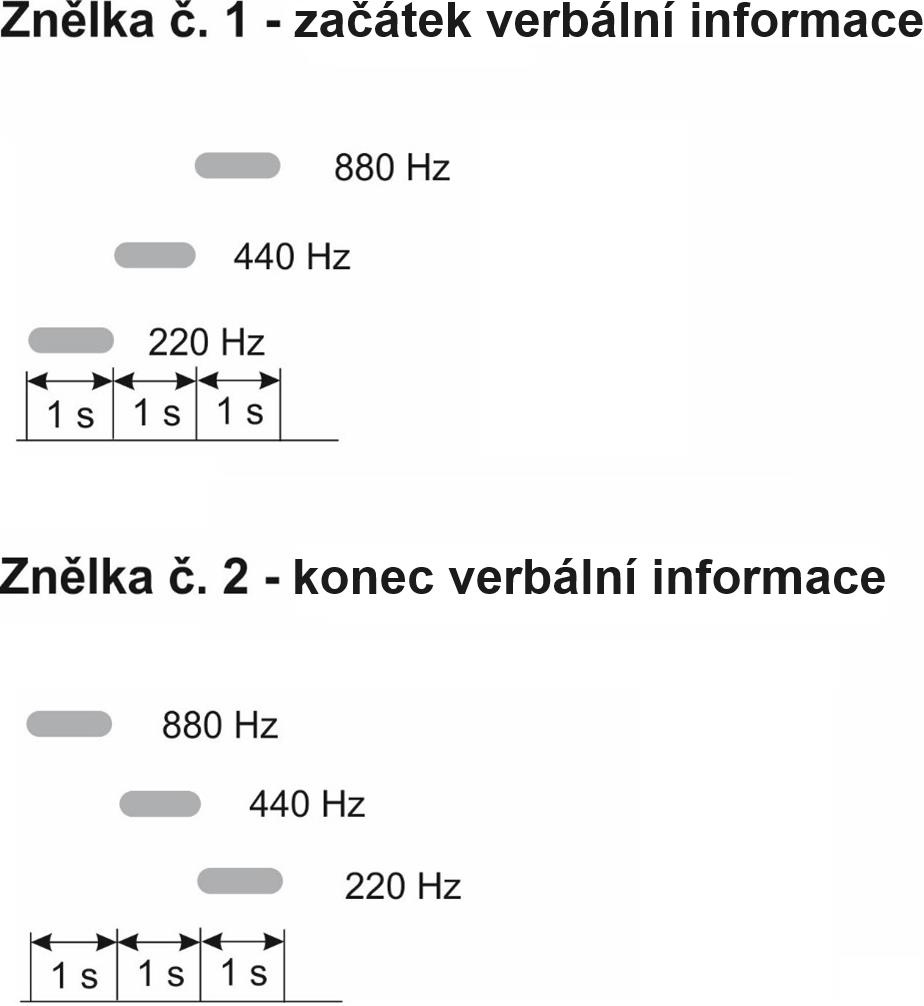 Znělka č. 1 - začátek verbální informace
880 Hz
440 Hz
220 Hz
1 s 1 s 1 s
Znělka č. 2 - konec verbální informace
880 Hz
440 Hz
220 Hz
1 s 1 s 1 s